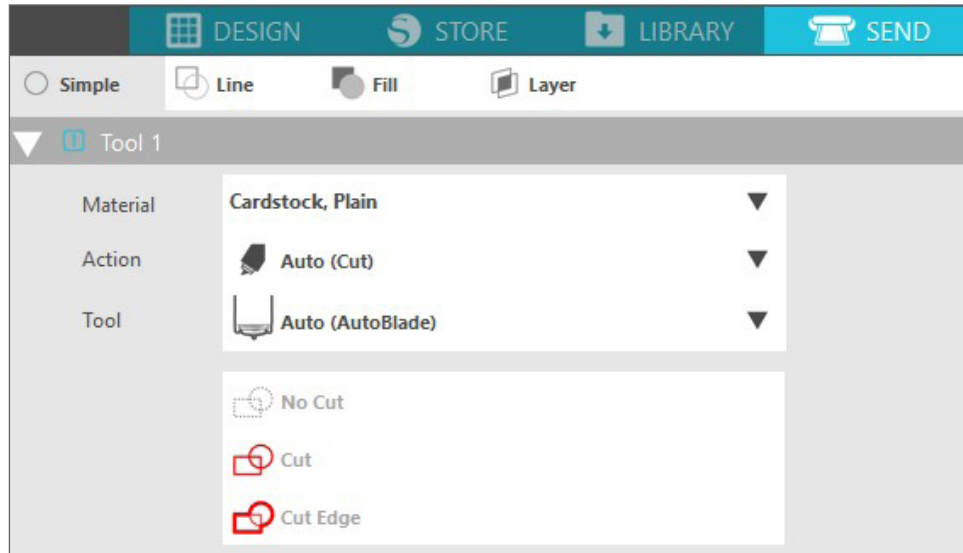 DESIGN STORE LIBRARY SEND
Simple Line Fill Layer
1 Tool 1
Material Cardstock, Plain
Action Auto (Cut)
Tool Auto (AutoBlade)
No Cut
Cut
Cut Edge